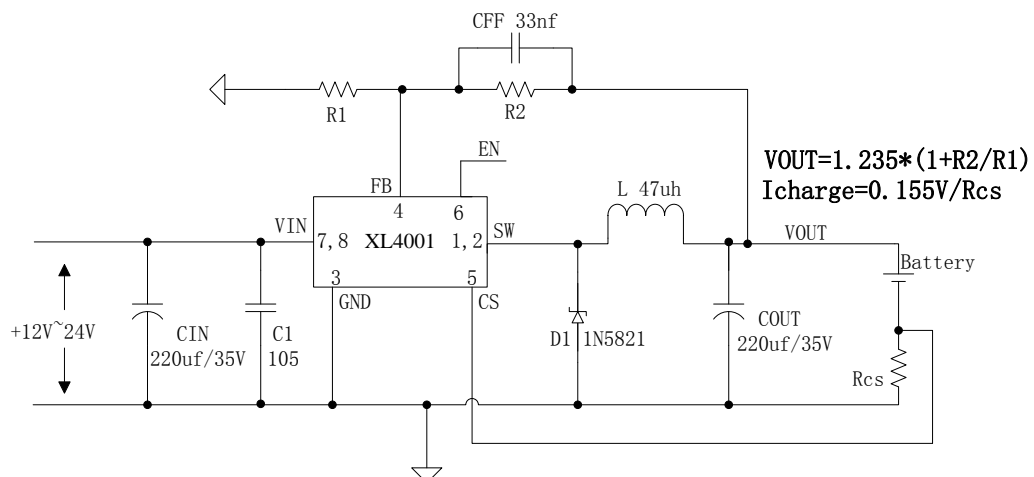 CFF 33nf
R1
R2
EN
FB
4
6
VOUT=1.235*(1+R2/R1)
Icharge=0.155V/Rcs
L 47uh
VIN
7,8
XL4001
1,2
SW
VOUT
Battery
3
5
GND
CS
+12V~24V
CIN
220uf/35V
C1
105
D1
1N5821
COUT
220uf/35V
Rcs